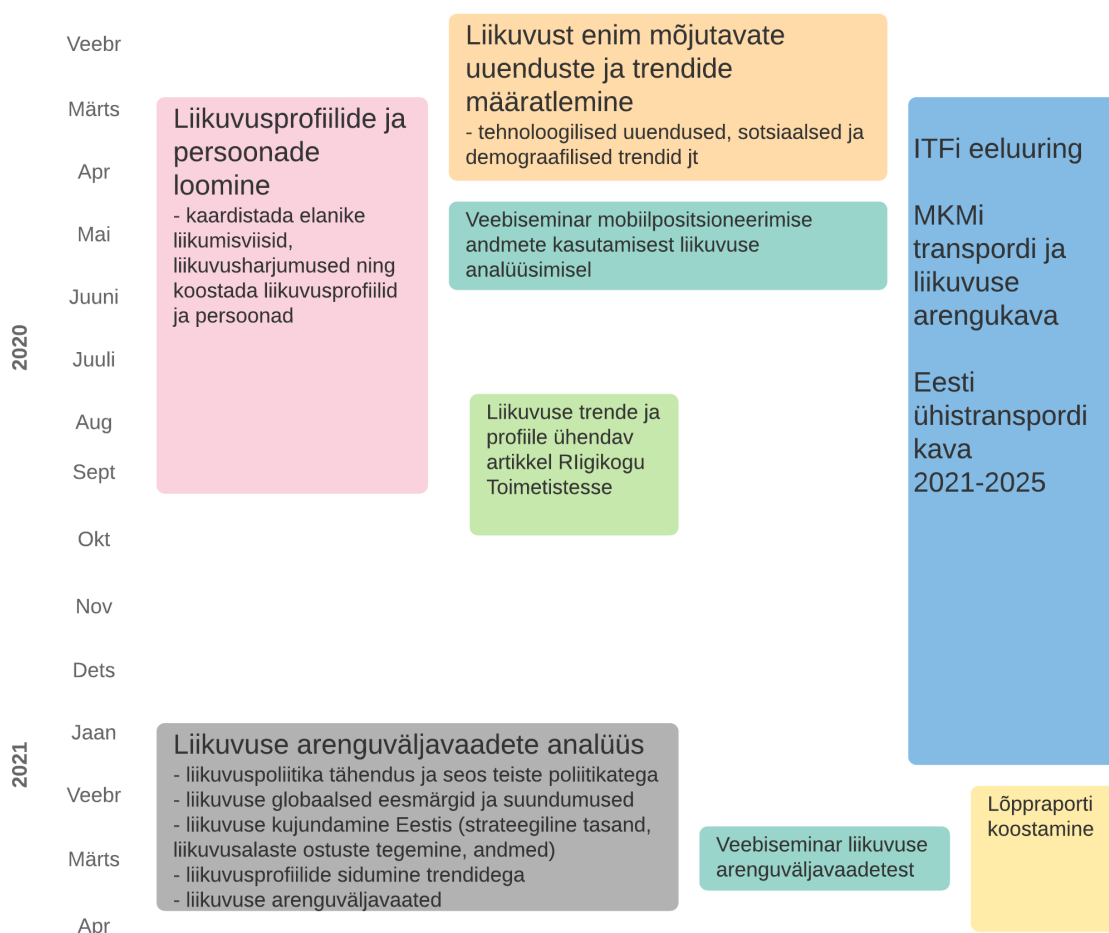 2020
2021
Veebr
Märts
Apr
Mai
Juuni
Juuli
Aug
Sept
Okt
Nov
Dets
Jaan
Veebr
Märts
Apr
Liikuvusprofiilide ja
persoonade
loomine
- kaardistada elanike
liikumisviisid,
liikuvusharjumused ning
koostada liikuvusprofiilid
ja persoonad
Liikuvust enim mõjutavate
uuenduste ja trendide
määratlemine
- tehnoloogilised uuendused, sotsiaalsed ja
demograafilised trendid jt
Veebiseminar mobiilpositsioneerimise
andmete kasutamisest liikuvuse
analüüsimisel
Liikuvuse trende ja
profiile ühendav
artikkel RIigikogu
Toimetistesse
ITFi eeluuring
MKMi
transpordi ja
liikuvuse
arengukava
Eesti
ühistranspordi
kava
2021-2025
Liikuvuse arenguväljavaadete analüüs
- liikuvuspoliitika tähendus ja seos teiste poliitikatega
- liikuvuse globaalsed eesmärgid ja suundumused
- liikuvuse kujundamine Eestis (strateegiline tasand,
liikuvusalaste ostuste tegemine, andmed)
- liikuvusprofiilide sidumine trendidega
- liikuvuse arenguväljavaated
Veebiseminar liikuvuse
arenguväljavaadetest
Lõppraporti
koostamine